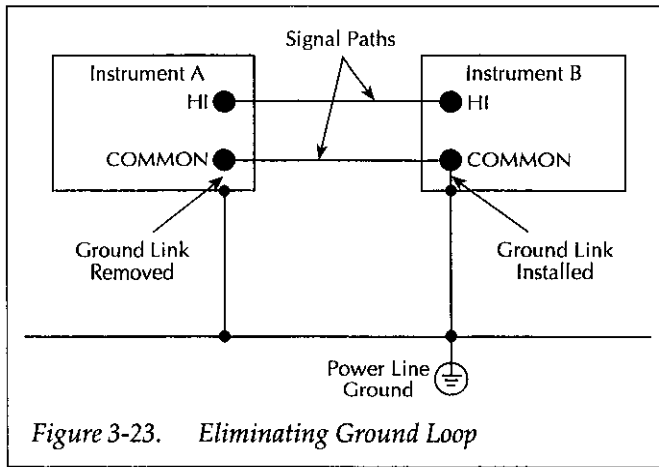 Signal Paths
Instrument A
Instrument B
HI
HI
COMMON
COMMON
Ground Link
Removed
Ground Link
Installed
Power Line
Ground
Figure 3-23. Eliminating Ground Loop